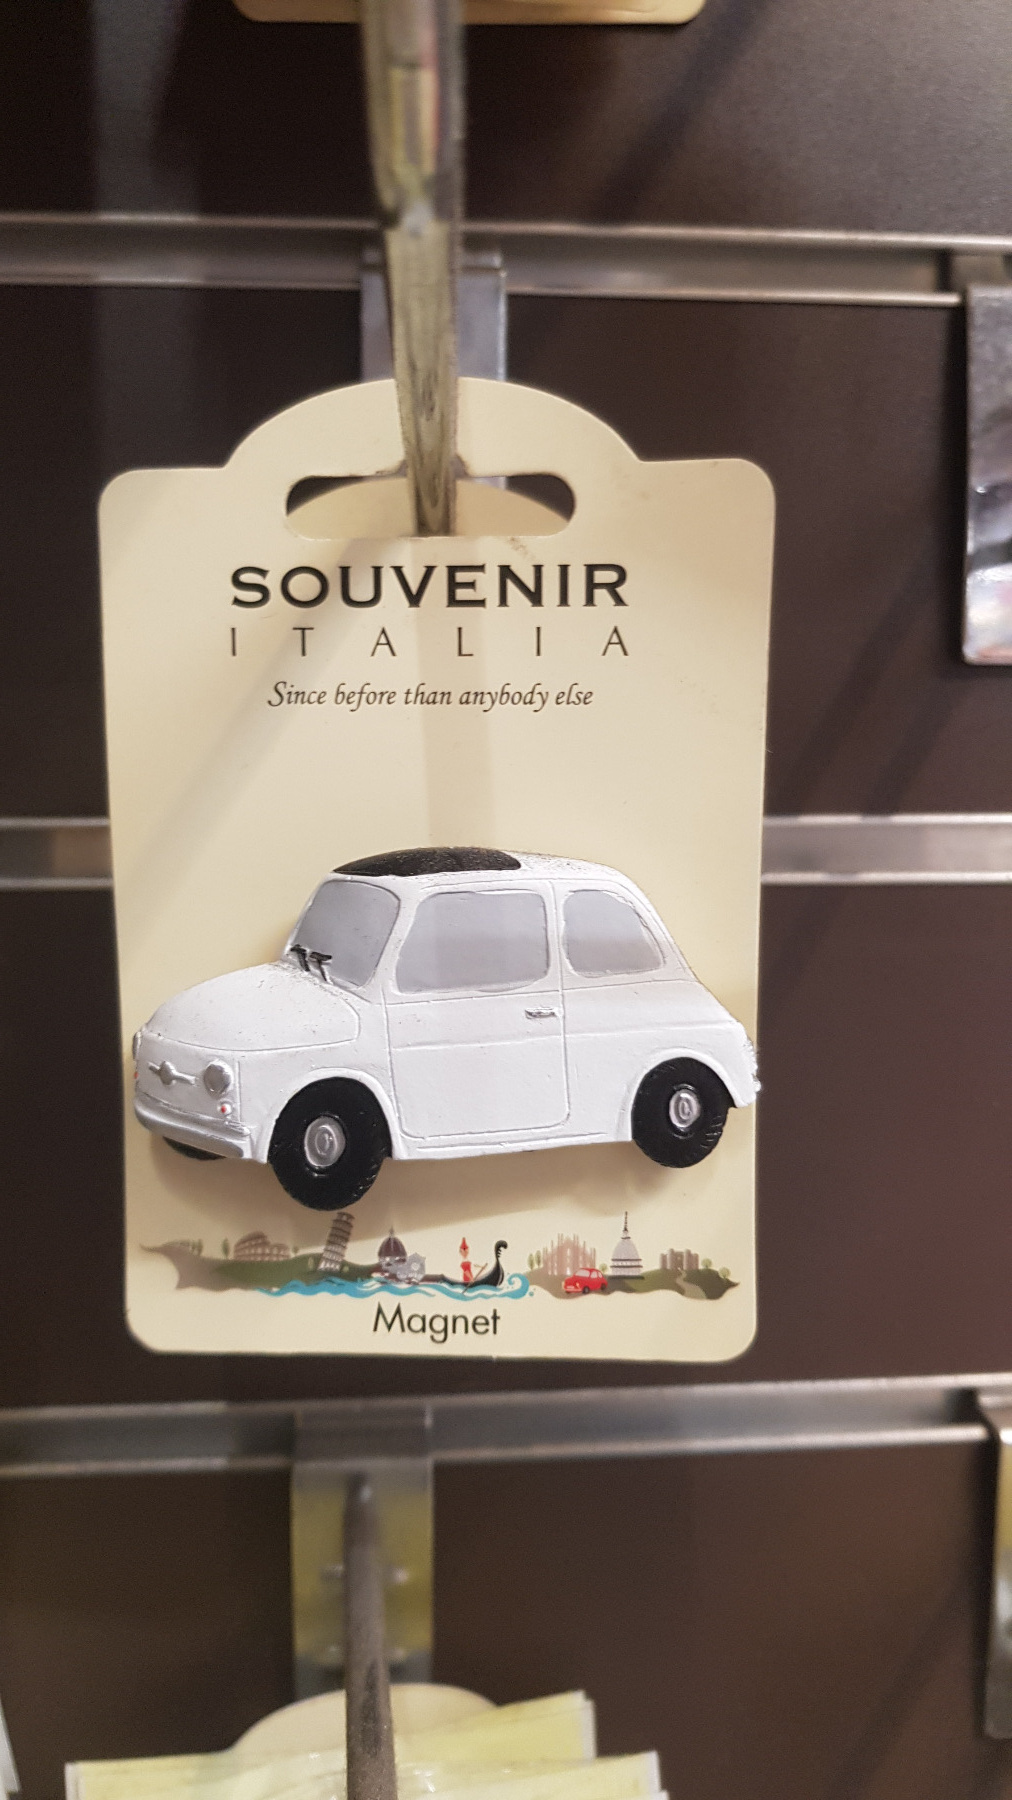 SOUVENIR
ITALIA
Since before than anybody else
Magnet